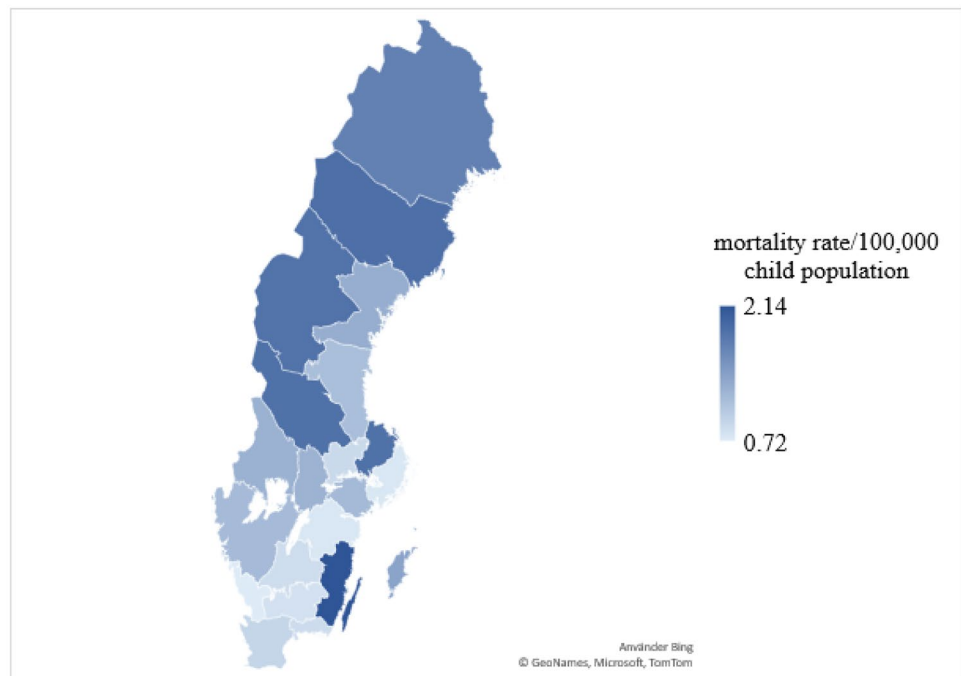 mortality rate/100,000
child population
2.14
0.72
Använder Bing
© GeoNames, Microsoft, TomTom